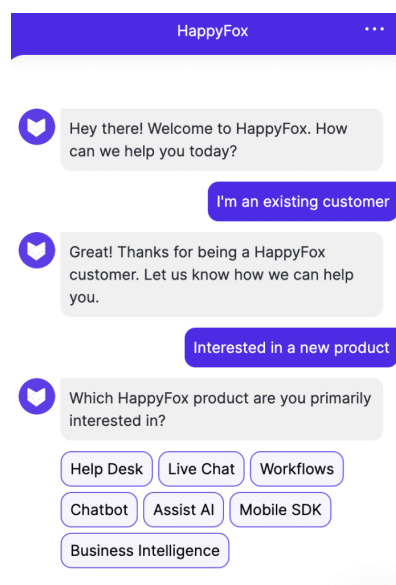 HappyFox
Hey there! Welcome to HappyFox. How
can we help you today?
I'm an existing customer
Great! Thanks for being a HappyFox
customer. Let us know how we can help
you.
Interested in a new product
Which HappyFox product are you primarily
interested in?
Help Desk Live Chat Workflows
Chatbot Assist AI Mobile SDK
Business Intelligence